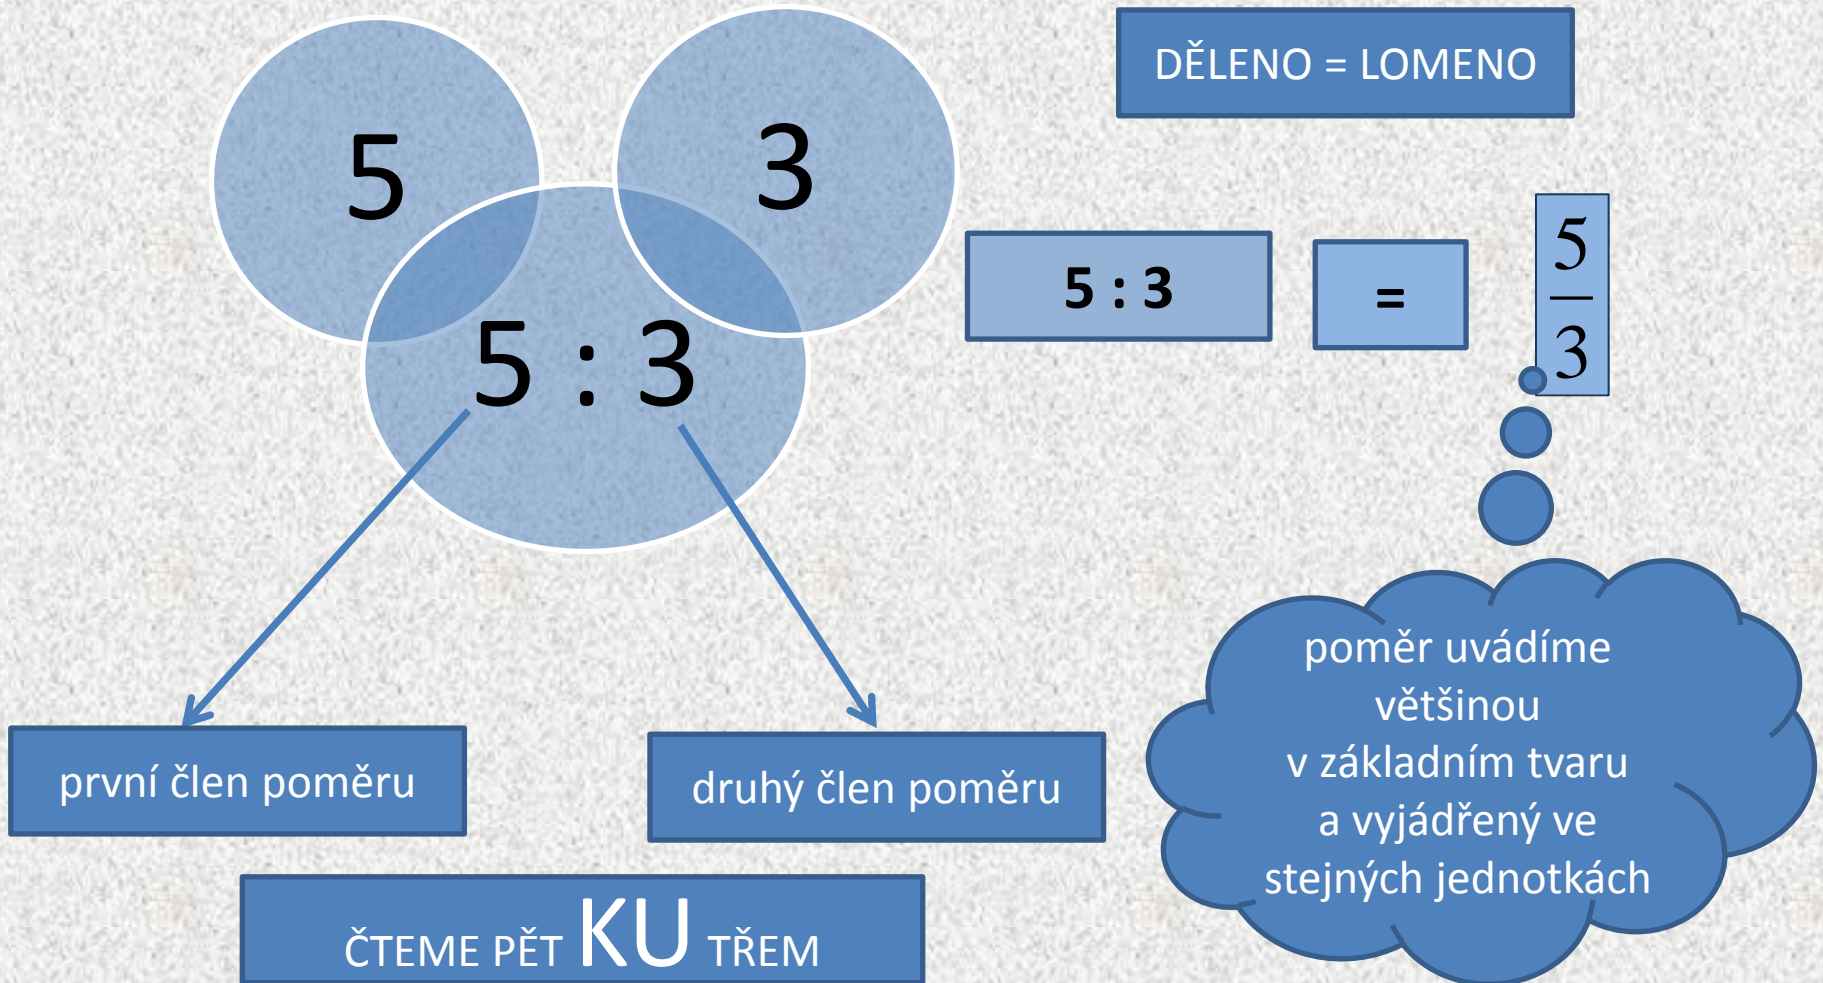 5
3
5 : 3
první člen poměru
druhý člen poměru
ČTEME PĚT KU TŘEM
DĚLENO = LOMENO
5 : 3
=
5
3
poměr uvádíme
většinou
v základním tvaru
a vyjádřený ve
stejných jednotkách